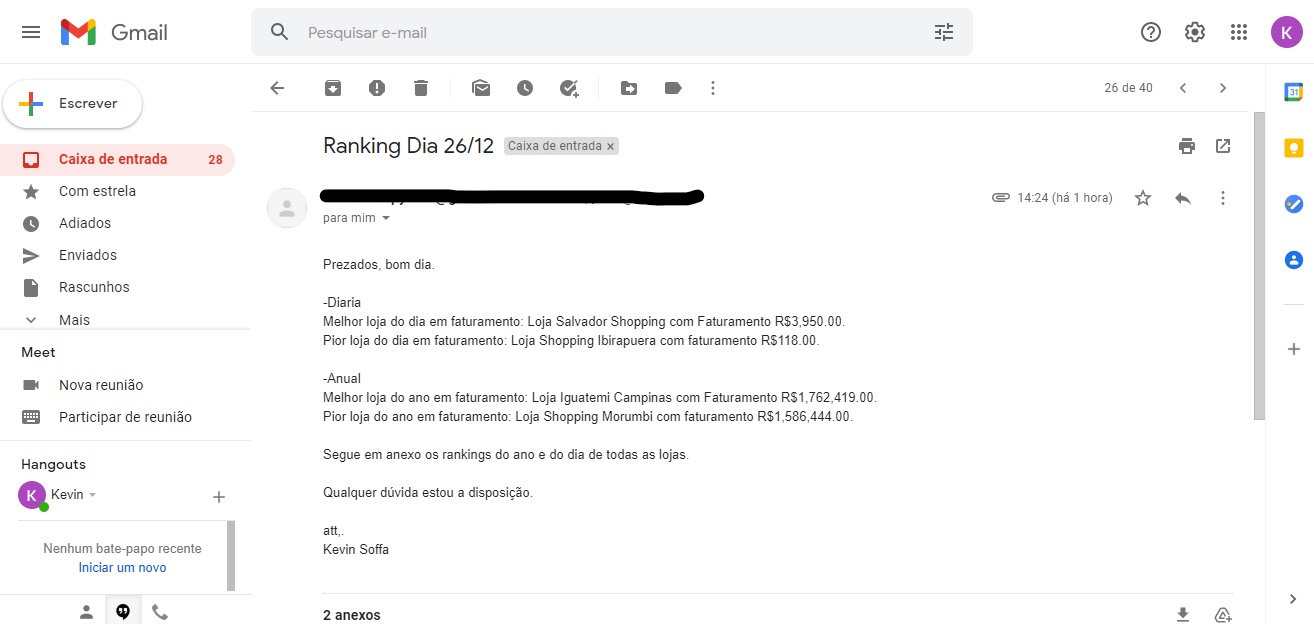 Gmail
Pesquisar e-mail
K
Escrever
26 de 40
31
Ranking Dia 26/12 Caixa de entrada ×
Caixa de entrada 28
Com estrela
14:24 (há 1 hora)
para mim
Adiados
Enviados
Rascunhos
Mais
Prezados, bom dia.
-Diaria
Melhor loja do dia em faturamento: Loja Salvador Shopping com Faturamento R$3,950.00.
Pior loja do dia em faturamento: Loja Shopping Ibirapuera com faturamento R$118.00.
-Anual
Melhor loja do ano em faturamento: Loja Iguatemi Campinas com Faturamento R$1,762,419.00.
Pior loja do ano em faturamento: Loja Shopping Morumbi com faturamento R$1,586,444.00.
Segue em anexo os rankings do ano e do dia de todas as lojas.
Qualquer dúvida estou a disposição.
att,.
Kevin Soffa
2 anexos
Meet
Nova reunião
Participar de reunião
Hangouts
K Kevin
Nenhum bate-papo recente
Iniciar um novo